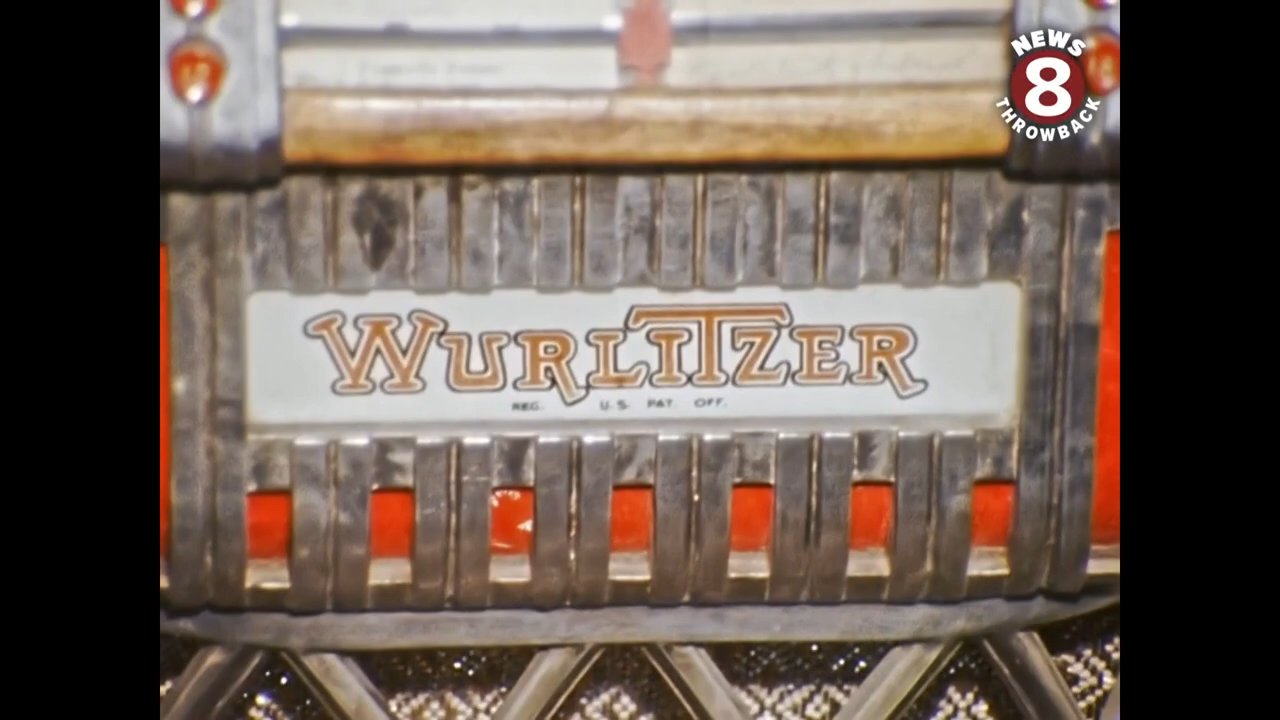 NEWS
8
THROWBACK
WURLITZER
REG. U.S. PAT. OFF.